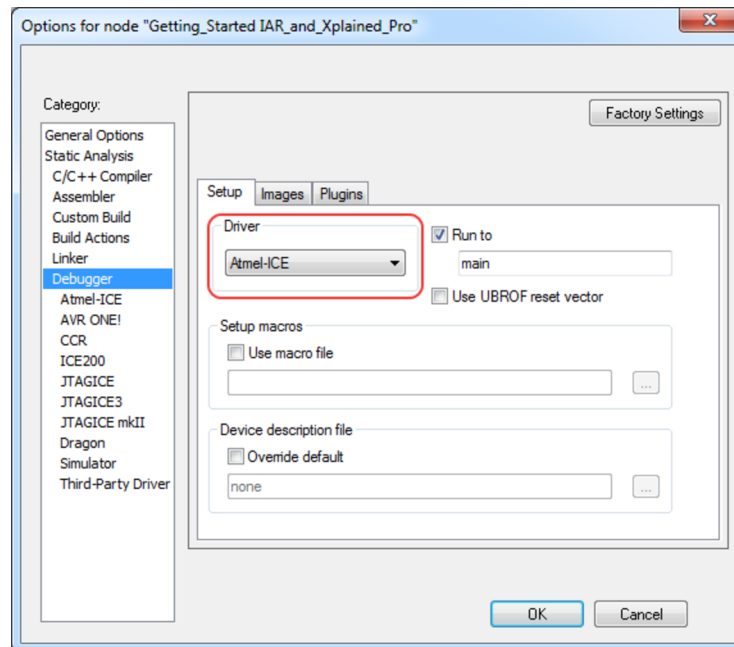 Options for node "Getting_Started IAR_and_Xplained_Pro"
Category:
General Options
Static Analysis
C/C++ Compiler
Assembler
Custom Build
Build Actions
Linker
Debugger
Atmel-ICE
AVR ONE!
CCR
ICE200
JTAGICE
JTAGICE3
JTAGICE mkII
Dragon
Simulator
Third-Party Driver
Factory Settings
Setup Images Plugins
Driver
Atmel-ICE
Run to
main
Use UBROF reset vector
Setup macros
Use macro file
...
Device description file
Override default
none
...
OK Cancel